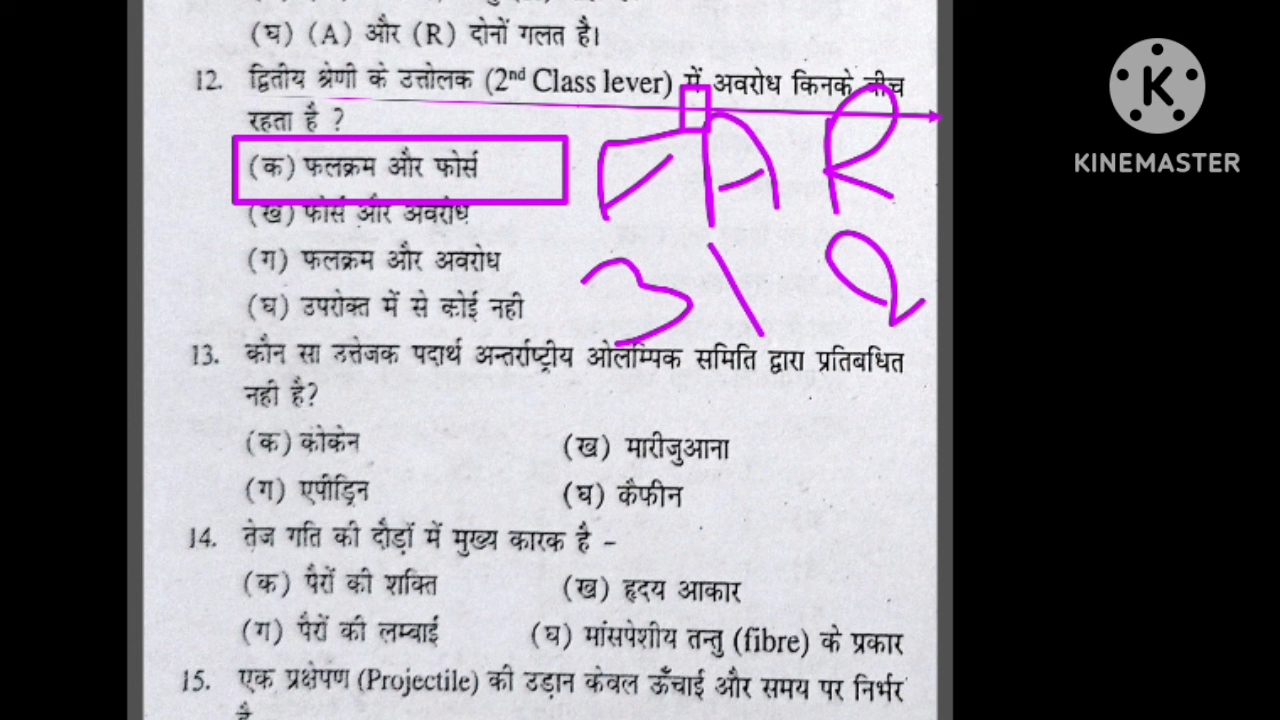 (घ) (A) और (R) दोनों गलत है।
12. द्वितीय श्रेणी के उत्तोलक (2nd Class lever) में अवरोध किनके बीच
रहता है ?
(क) फलक्रम और फोर्स
(ख) फोर्स और अवरोध
(ग) फलक्रम और अवरोध
(घ) उपरोक्त में से कोई नही
FAR
312
13. कौन सा उत्तेजक पदार्थ अन्तर्राष्ट्रीय ओलम्पिक समिति द्वारा प्रतिबधित
नही है?
(क) कोकेन (ख) मारीजुआना
(ग) एपीड्रिन (घ) कैफीन
14. तेज गति की दौड़ों में मुख्य कारक है -
(क) पैरों की शक्ति (ख) हृदय आकार
(ग) पैरों की लम्बाई (घ) मांसपेशीय तन्तु (fibre) के प्रकार
15. एक प्रक्षेपण (Projectile) की उड़ान केवल ऊँचाई और समय पर निर्भर
K
KINEMASTER